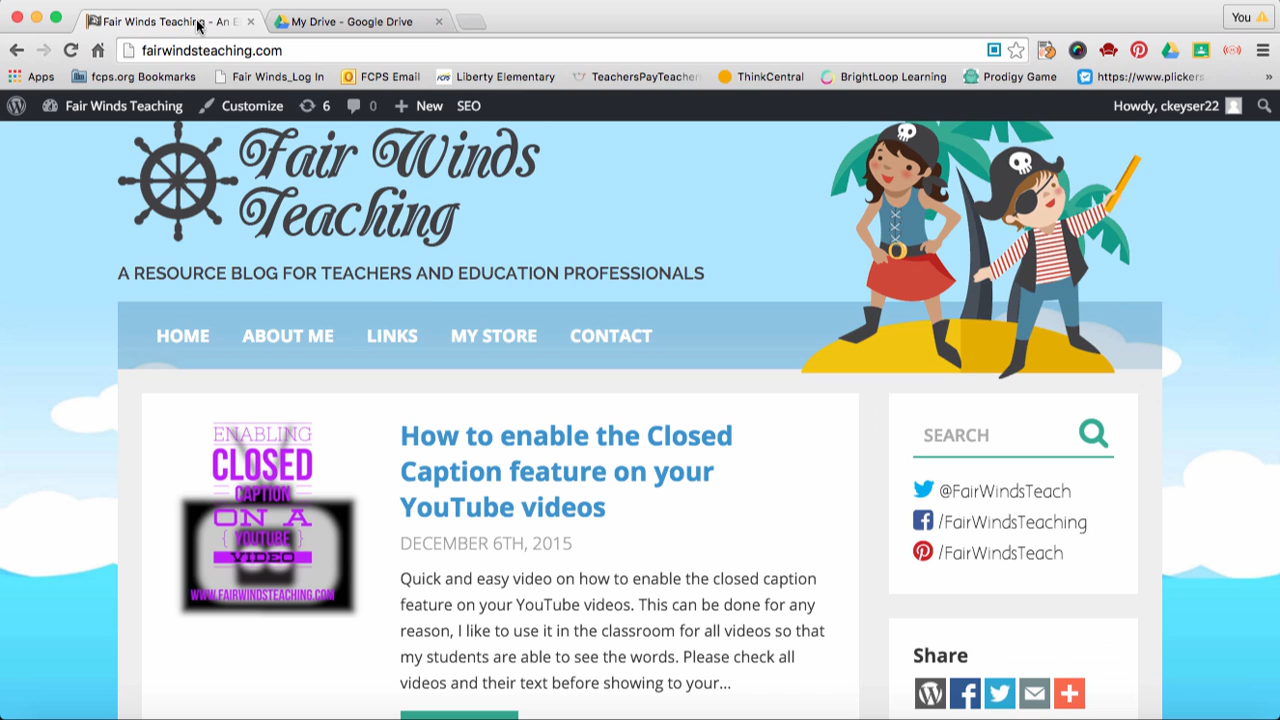 Fair Winds Teaching - An E
My Drive - Google Drive
You
fairwindsteaching.com
Apps
fcps.org Bookmarks
Fair Winds_Log In
FCPS Email
Liberty Elementary
TeachersPayTeacher
ThinkCentral
BrightLoop Learning
Prodigy Game
https://www.plickers
»
Fair Winds Teaching
Customize
6
0
New
SEO
Howdy, ckeyser22
Fair Winds
Teaching
A RESOURCE BLOG FOR TEACHERS AND EDUCATION PROFESSIONALS
HOME
ABOUT ME
LINKS
MY STORE
CONTACT
ENABLING
CLOSED
CAPTION
ON A
{ YOUTUBE }
VIDEO
WWW.FAIRWINDSTEACHING.COM
How to enable the Closed
Caption feature on your
YouTube videos
DECEMBER 6TH, 2015
Quick and easy video on how to enable the closed caption
feature on your YouTube videos. This can be done for any
reason, I like to use it in the classroom for all videos so that
my students are able to see the words. Please check all
videos and their text before showing to your...
SEARCH
@FairWindsTeach
/FairWindsTeaching
/FairWindsTeach
Share